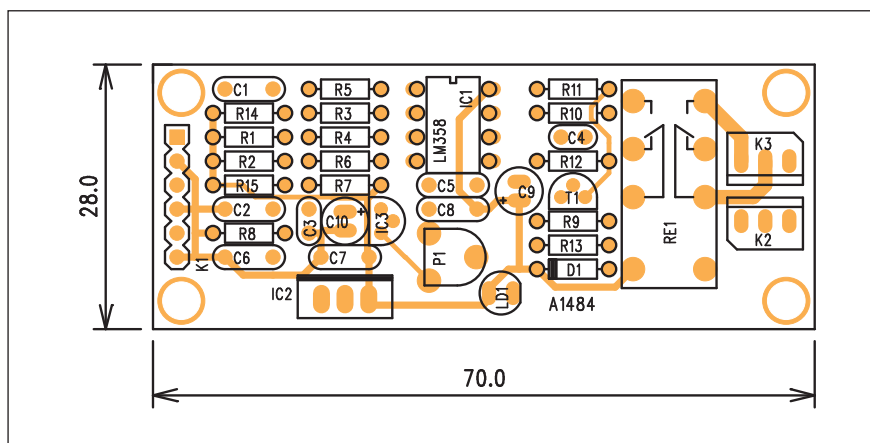 C1
R5
R11
R14
R3
IC1
R10
R1
R4
LM358
C4
K3
R2
R6
R12
R15
R7
C5
C9
T1
C2
C3
C10
+
IC3
C8
+
R9
RE1
K2
R8
R13
C6
K1
C7
P1
D1
IC2
LD1
A1484
28.0
70.0